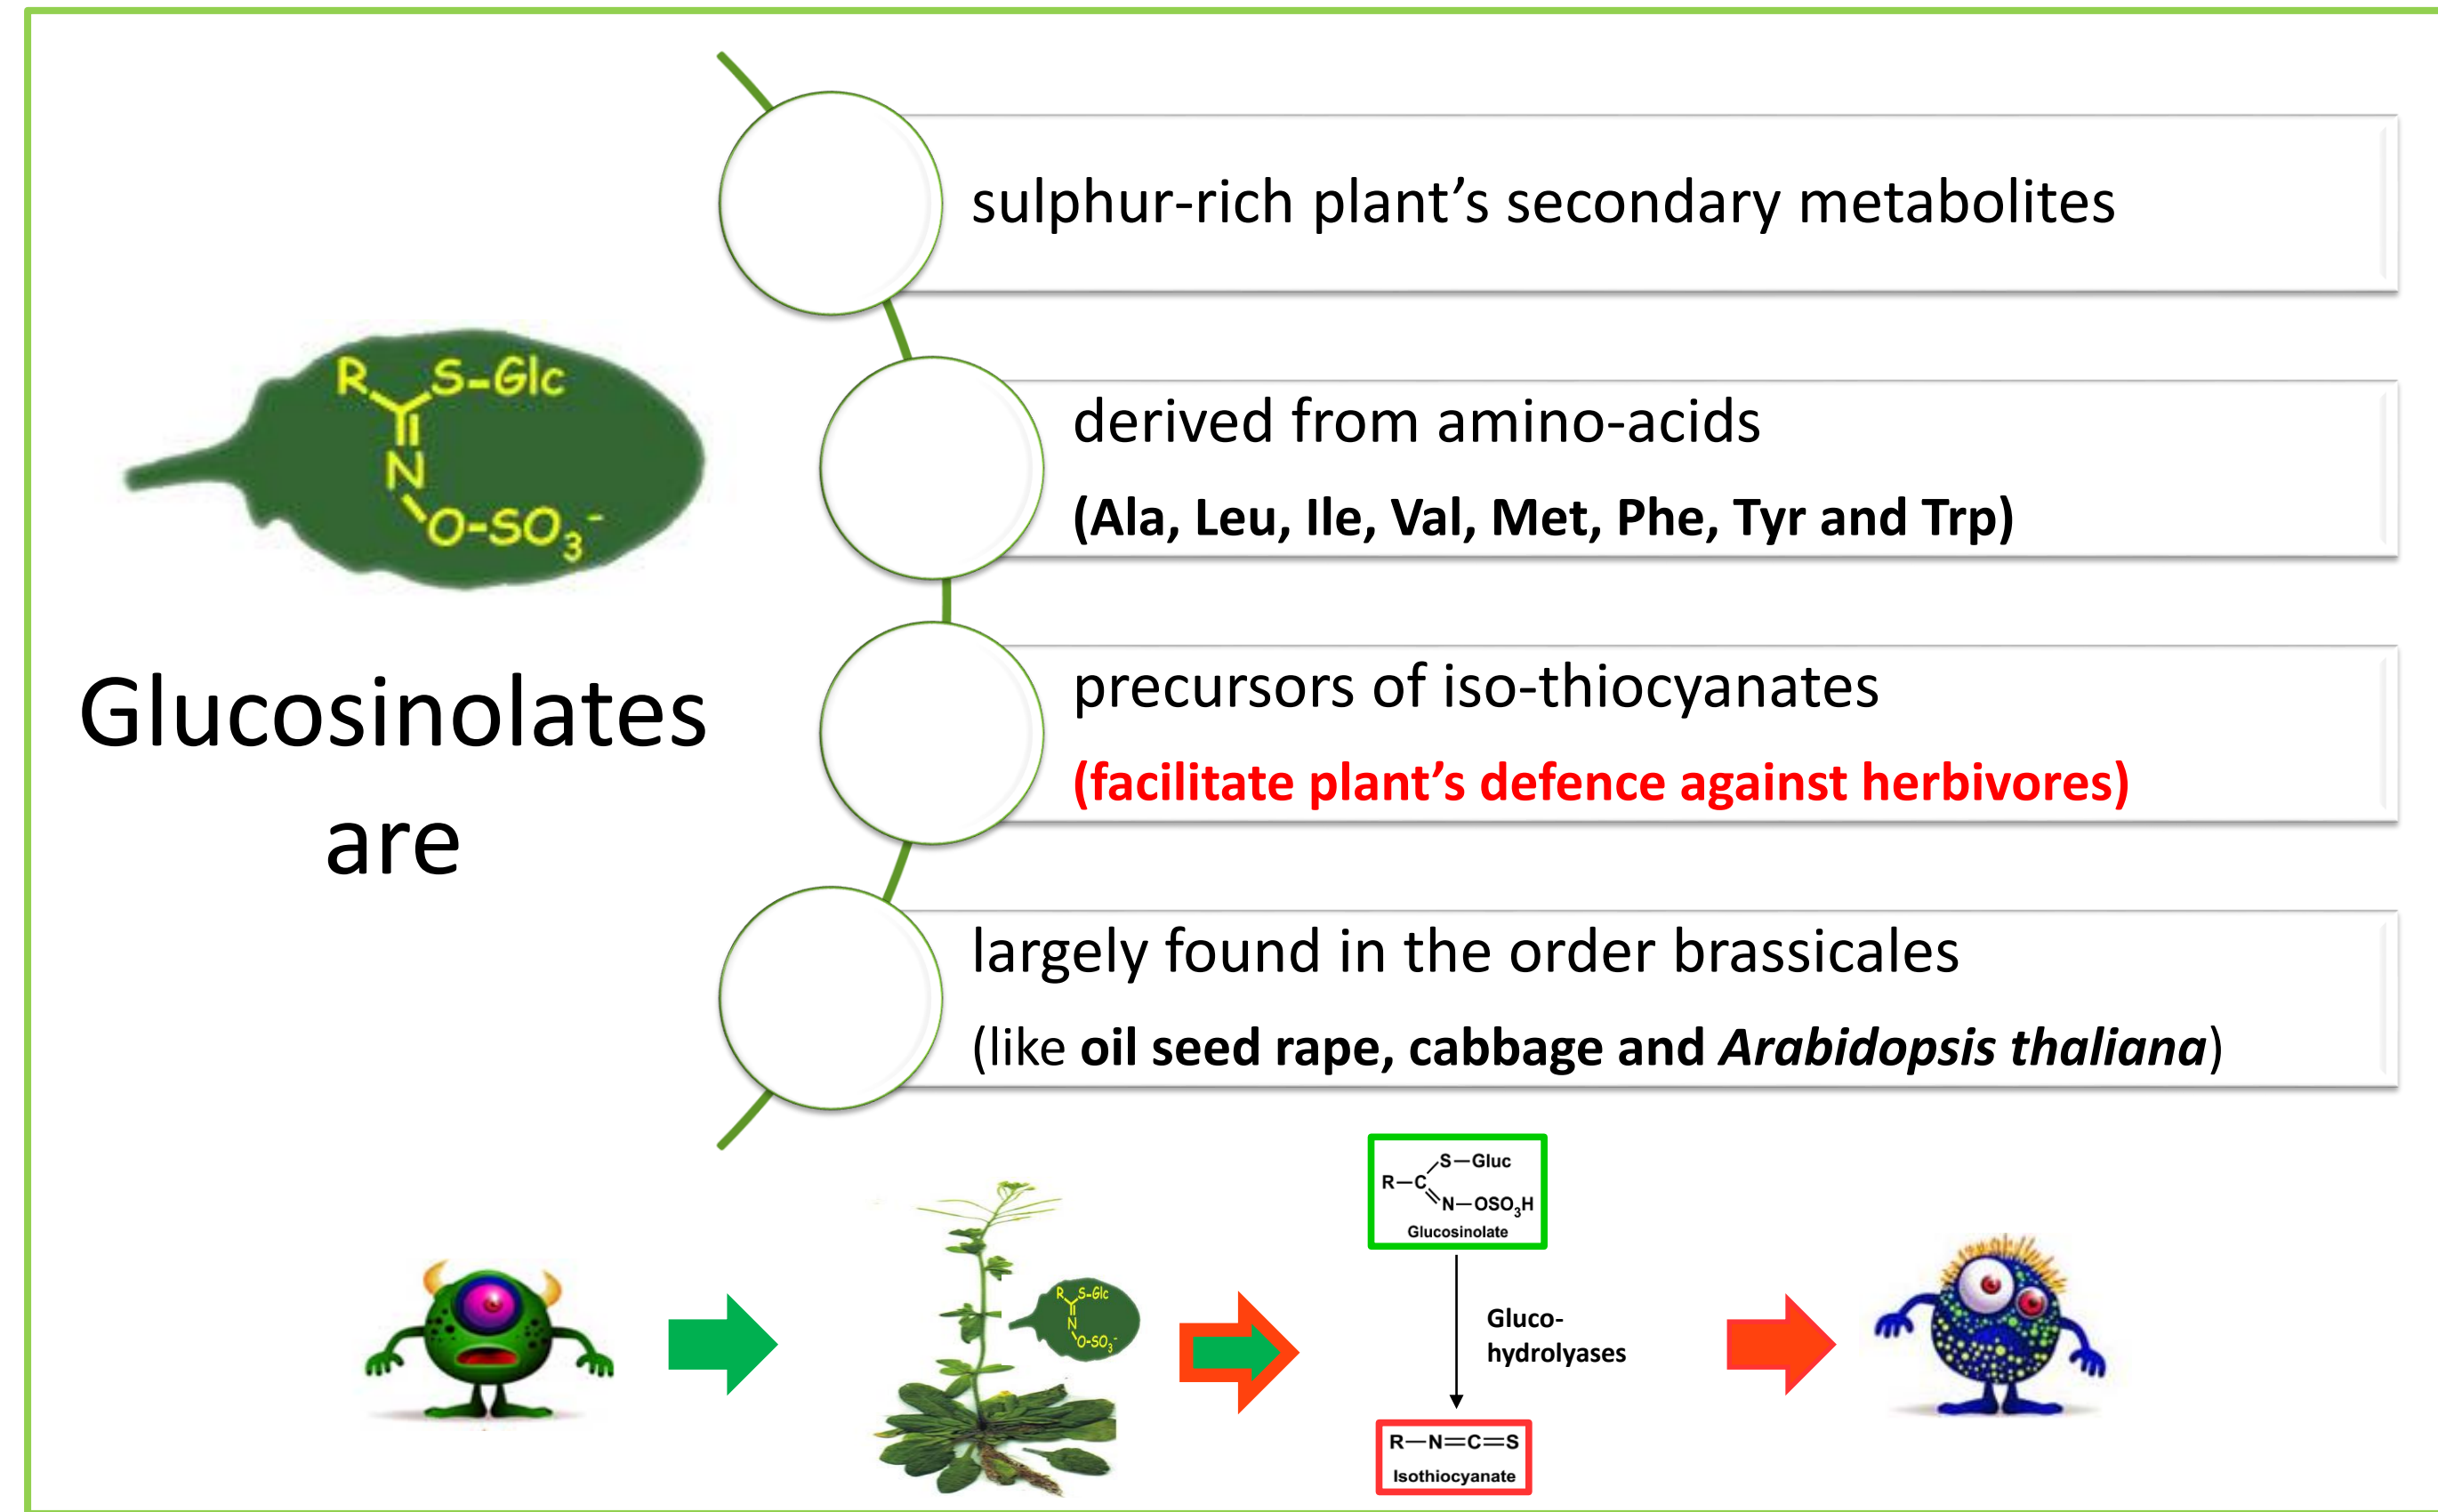 R S-Glc
N
O-SO3-
Glucosinolates
are
sulphur-rich plant's secondary metabolites
derived from amino-acids
(Ala, Leu, Ile, Val, Met, Phe, Tyr and Trp)
precursors of iso-thiocyanates
(facilitate plant's defence against herbivores)
largely found in the order brassicales
(like oil seed rape, cabbage and Arabidopsis thaliana)
R S-Glc
N
O-SO3-
S—Gluc
R—C
N—OSO3H
Glucosinolate
Gluco-
hydrolyases
R—N=C=S
Isothiocyanate